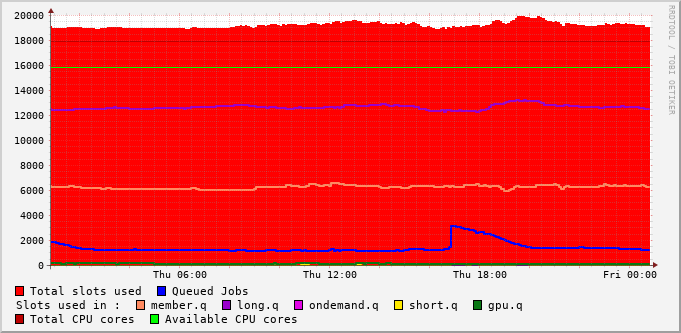 20000
18000
16000
14000
12000
10000
8000
6000
4000
2000
0
Thu 06:00 Thu 12:00 Thu 18:00 Fri 00:00
RRDTOOL / TOBI OETIKER
Total slots used Queued Jobs
Slots used in : member.q long.q ondemand.q short.q gpu.q
Total CPU cores Available CPU cores